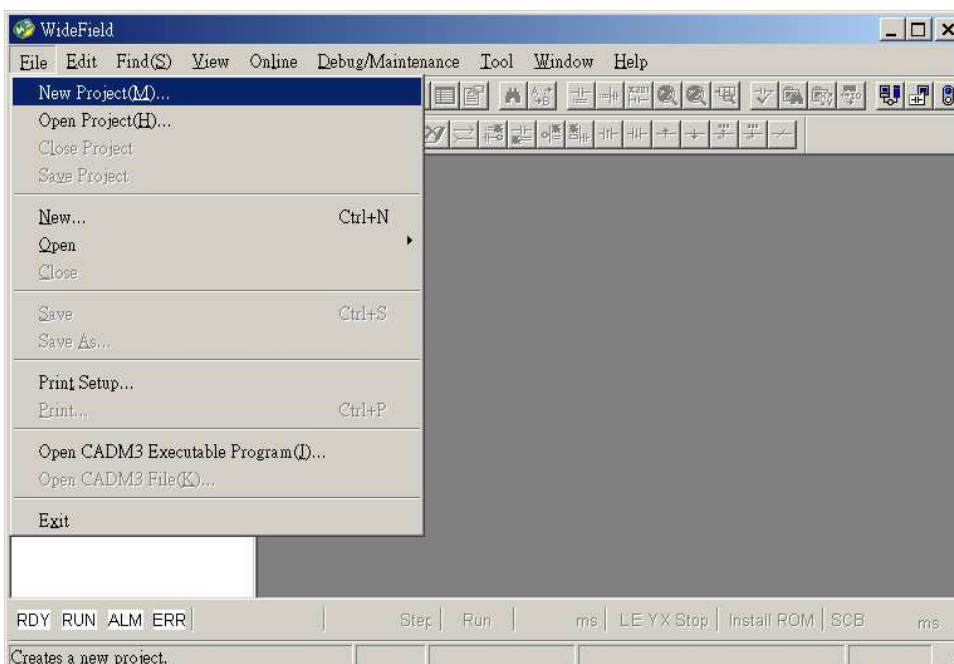 WideField
File Edit Find(S) View Online Debug/Maintenance Tool Window Help
New Project(M)...
Open Project(H)...
Close Project
Save Project
New... Ctrl+N
Open
Close
Save Ctrl+S
Save As...
Print Setup...
Print... Ctrl+P
Open CADM3 Executable Program(J)...
Open CADM3 File(K)...
Exit
RDY RUN ALM ERR Step Run ms LE YX Stop Install ROM SCB ms
Creates a new project.